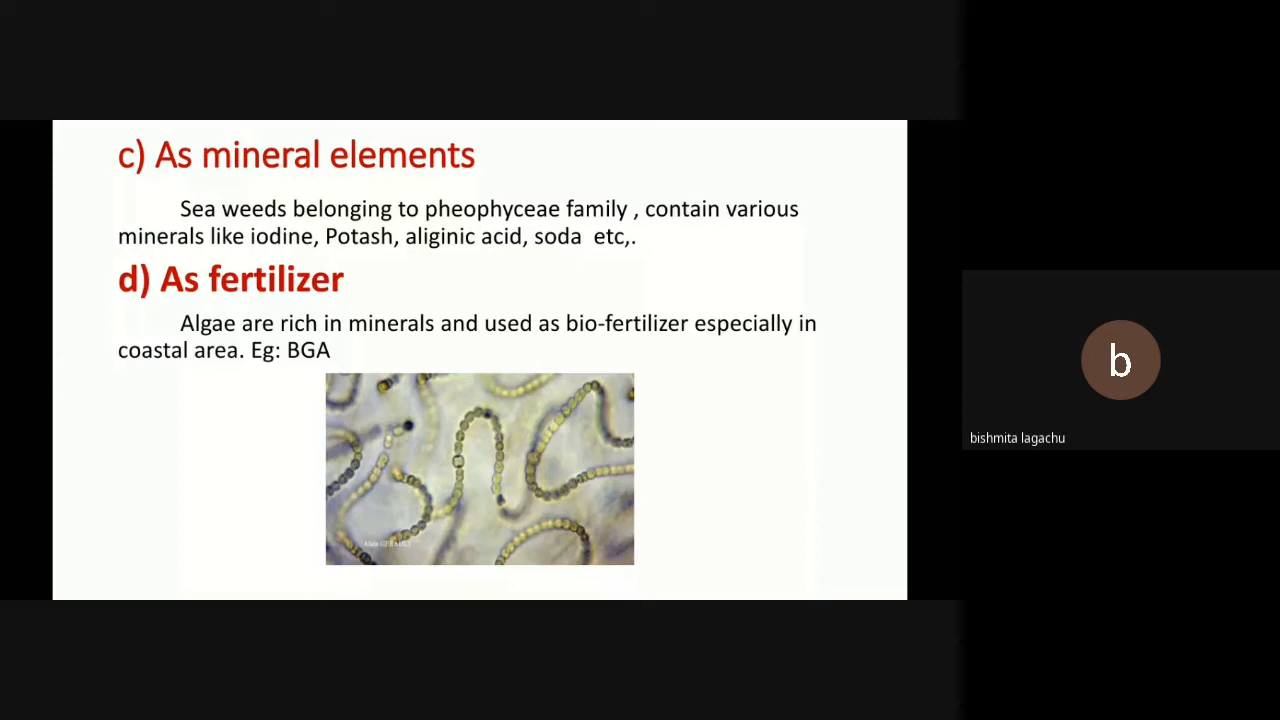 c) As mineral elements
Sea weeds belonging to pheophyceae family , contain various
minerals like iodine, Potash, aliginic acid, soda  etc,.
d) As fertilizer
Algae are rich in minerals and used as bio-fertilizer especially in
coastal area. Eg: BGA
b
bishmita lagachu